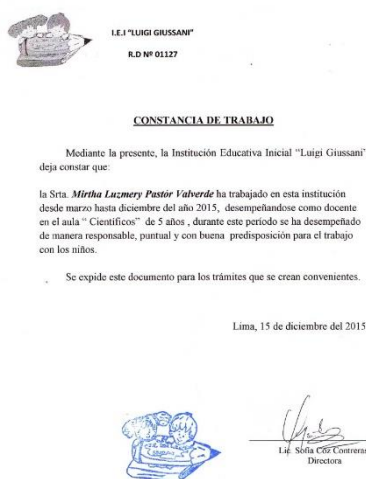 I.E.I "LUIGI GIUSSANI"
R.D Nº 01127
CONSTANCIA DE TRABAJO
Mediante la presente, la Institución Educativa Inicial "Luigi Giussani"
deja constar que:
la Srta. Mirtha Luzmery Pastór Valverde ha trabajado en esta institución
desde marzo hasta diciembre del año 2015, desempeñandose como docente
en el aula " Científicos" de 5 años , durante este período se ha desempeñado
de manera responsable, puntual y con buena predisposición para el trabajo
con los niños.
Se expide este documento para los trámites que se crean convenientes.
Lima, 15 de diciembre del 2015
Lic. Sofia Coz Contreras
Directora